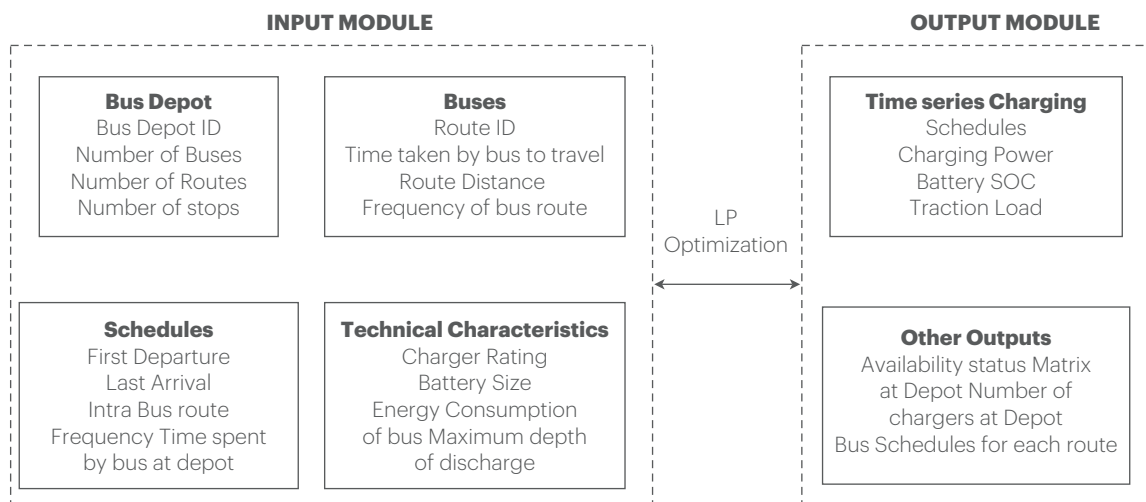 INPUT MODULE
Bus Depot
Bus Depot ID
Number of Buses
Number of Routes
Number of stops
Buses
Route ID
Time taken by bus to travel
Route Distance
Frequency of bus route
Schedules
First Departure
Last Arrival
Intra Bus route
Frequency Time spent
by bus at depot
Technical Characteristics
Charger Rating
Battery Size
Energy Consumption
of bus Maximum depth
of discharge
LP
Optimization
OUTPUT MODULE
Time series Charging
Schedules
Charging Power
Battery SOC
Traction Load
Other Outputs
Availability status Matrix
at Depot Number of
chargers at Depot
Bus Schedules for each route